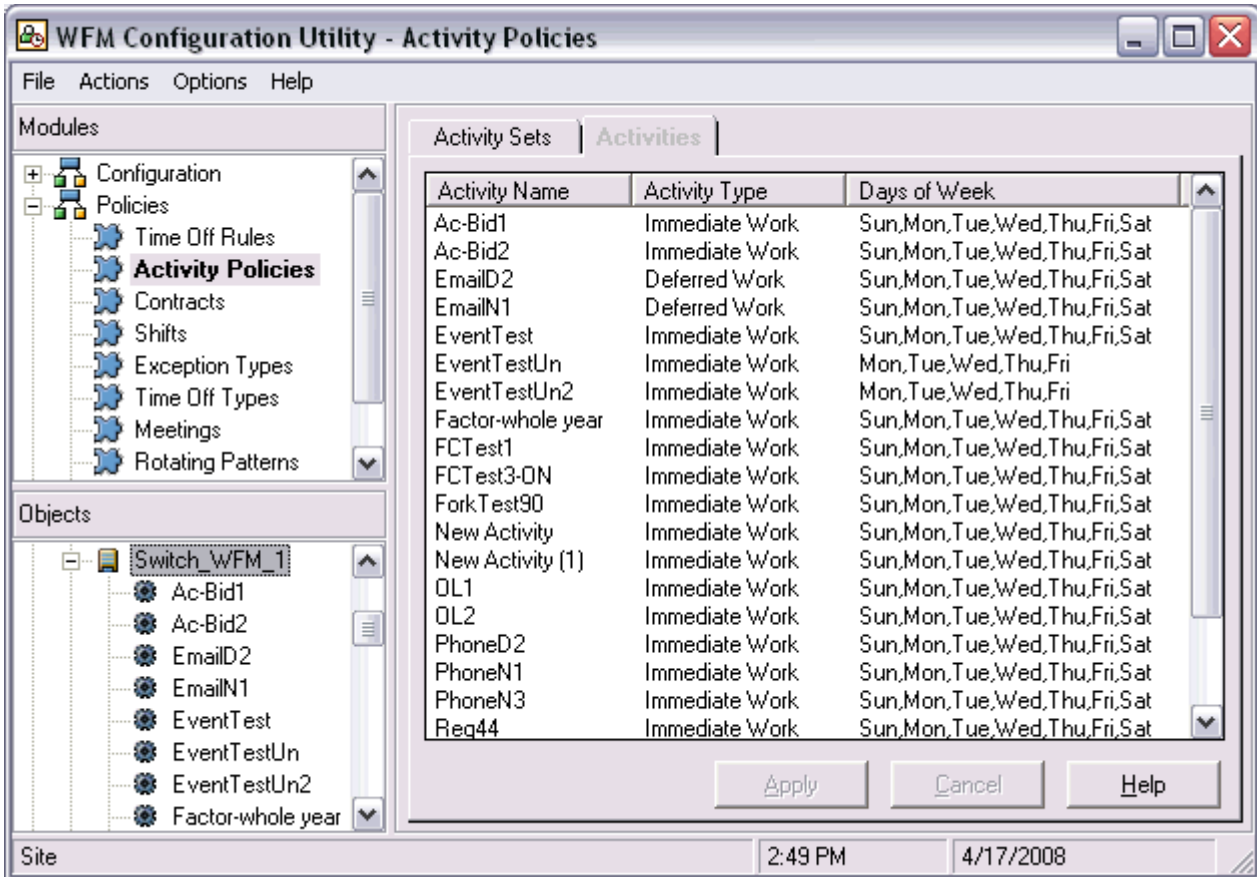 WFM Configuration Utility - Activity Policies
File Actions Options Help
Modules
Configuration
Policies
Time Off Rules
Activity Policies
Contracts
Shifts
Exception Types
Time Off Types
Meetings
Rotating Patterns
Objects
Switch_WFM_1
Ac-Bid1
Ac-Bid2
EmailD2
EmailN1
EventTest
EventTestUn
EventTestUn2
Factor-whole year
Activity Sets Activities
Activity Name Activity Type Days of Week
Ac-Bid1 Immediate Work Sun,Mon,Tue,Wed,Thu,Fri,Sat
Ac-Bid2 Immediate Work Sun,Mon,Tue,Wed,Thu,Fri,Sat
EmailD2 Deferred Work Sun,Mon,Tue,Wed,Thu,Fri,Sat
EmailN1 Deferred Work Sun,Mon,Tue,Wed,Thu,Fri,Sat
EventTest Immediate Work Sun,Mon,Tue,Wed,Thu,Fri,Sat
EventTestUn Immediate Work Mon,Tue,Wed,Thu,Fri
EventTestUn2 Immediate Work Mon,Tue,Wed,Thu,Fri
Factor-whole year Immediate Work Sun,Mon,Tue,Wed,Thu,Fri,Sat
FCTest1 Immediate Work Sun,Mon,Tue,Wed,Thu,Fri,Sat
FCTest3-ON Immediate Work Sun,Mon,Tue,Wed,Thu,Fri,Sat
ForkTest90 Immediate Work Sun,Mon,Tue,Wed,Thu,Fri,Sat
New Activity Immediate Work Sun,Mon,Tue,Wed,Thu,Fri,Sat
New Activity (1) Immediate Work Sun,Mon,Tue,Wed,Thu,Fri,Sat
OL1 Immediate Work Sun,Mon,Tue,Wed,Thu,Fri,Sat
OL2 Immediate Work Sun,Mon,Tue,Wed,Thu,Fri,Sat
PhoneD2 Immediate Work Sun,Mon,Tue,Wed,Thu,Fri,Sat
PhoneN1 Immediate Work Sun,Mon,Tue,Wed,Thu,Fri,Sat
PhoneN3 Immediate Work Sun,Mon,Tue,Wed,Thu,Fri,Sat
Req44 Immediate Work Sun,Mon,Tue,Wed,Thu,Fri,Sat
Apply Cancel Help
Site 2:49 PM 4/17/2008